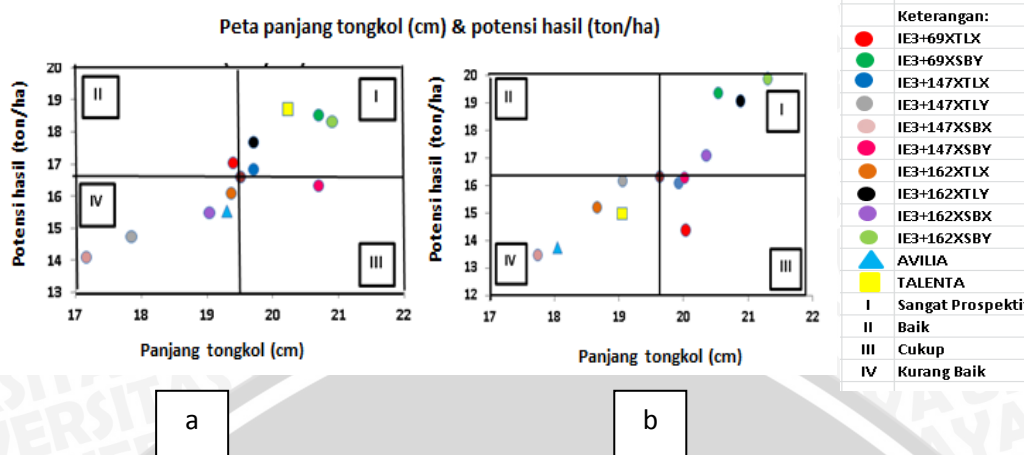 Peta panjang tongkol (cm) & potensi hasil (ton/ha)
Potensi hasil (ton/ha)
20
19
18
17
16
15
14
13
II
I
IV
III
17 18 19 20 21 22
Panjang tongkol (cm)
a
Potensi hasil (ton/ha)
20
19
18
17
16
15
14
13
12
II
I
IV
III
17 18 19 20 21 22
Panjang tongkol (cm)
b
Keterangan:
IE3+69XTLX
IE3+69XSBY
IE3+147XTLX
IE3+147XTLY
IE3+147XSBX
IE3+147XSBY
IE3+162XTLX
IE3+162XTLY
IE3+162XSBX
IE3+162XSBY
AVILIA
TALENTA
I Sangat Prospekti
II Baik
III Cukup
IV Kurang Baik